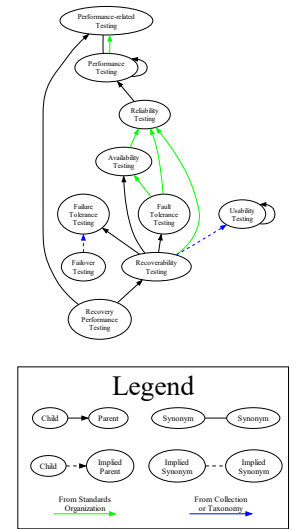 Performance-related
Testing
Performance
Testing
Reliability
Testing
Availability
Testing
Failure
Tolerance
Testing
Fault
Tolerance
Testing
Usability
Testing
Failover
Testing
Recoverability
Testing
Recovery
Performance
Testing
Legend
Child
Parent
Synonym
Synonym
Child
Implied
Parent
Implied
Synonym
Implied
Synonym
From Standards
Organization
From Collection
or Taxonomy